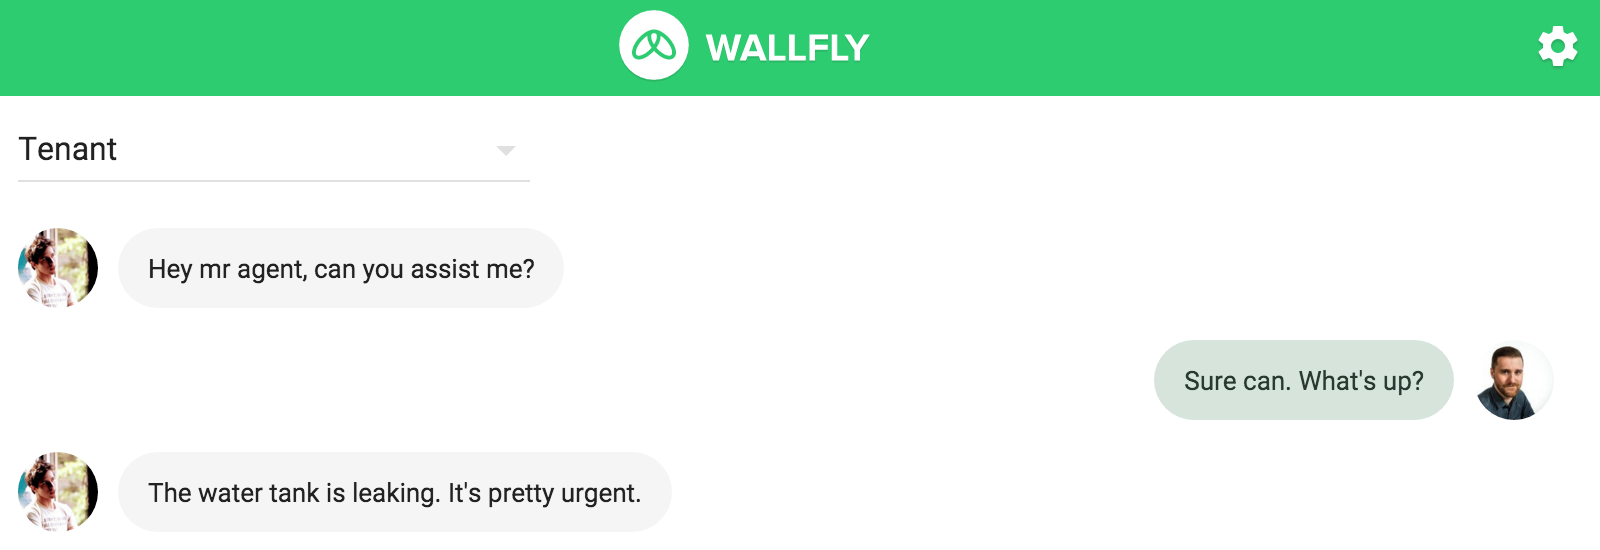 WALLFLY
Tenant
Hey mr agent, can you assist me?
Sure can. What's up?
The water tank is leaking. It's pretty urgent.